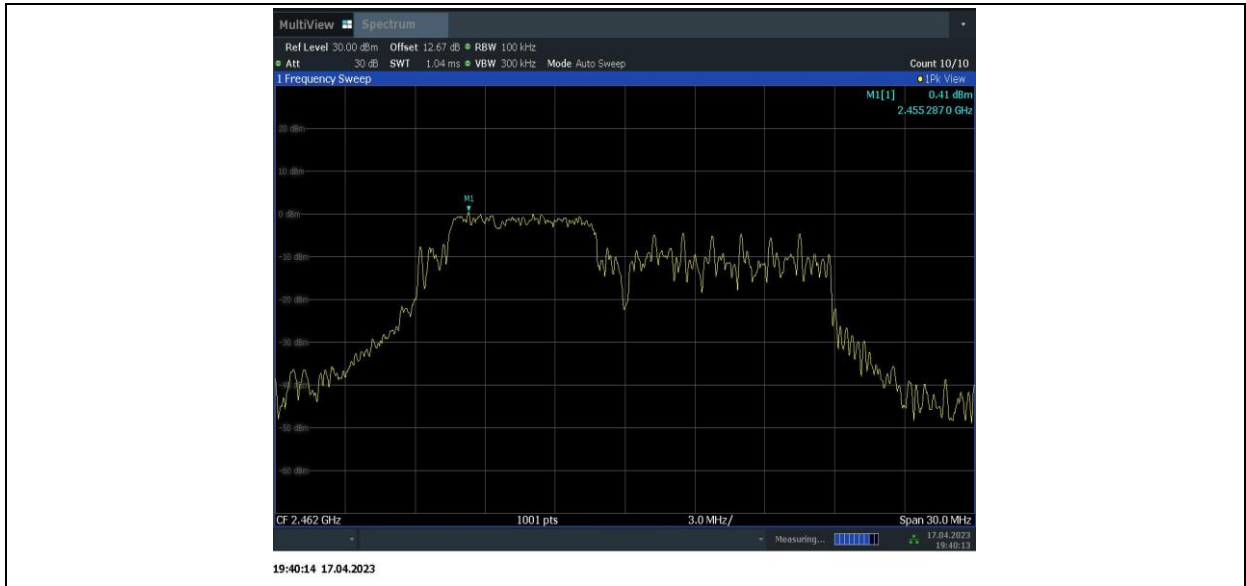 MultiView Spectrum
Ref Level 30.00 dBm Offset 12.67 dB RBW 100 kHz
Att 30 dB SWT 1.04 ms VBW 300 kHz Mode Auto Sweep Count 10/10
1 Frequency Sweep 1Pk View
M1[1] 0.41 dBm
2.455 287 0 GHz
20 dBm
10 dBm
M1
0 dBm
-10 dBm
-20 dBm
-30 dBm
-40 dBm
-50 dBm
-60 dBm
CF 2.462 GHz 1001 pts 3.0 MHz/ Span 30.0 MHz
Measuring... 17.04.2023
19:40:13
19:40:14 17.04.2023